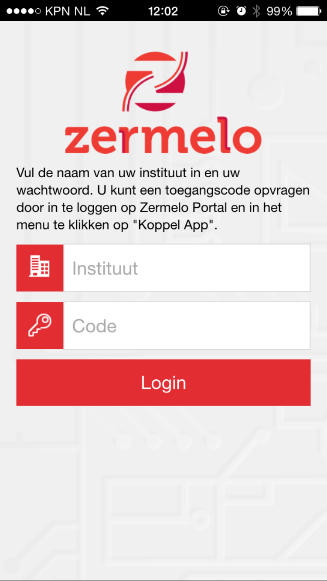 KPN NL 12:02 99%
zermelo
Vul de naam van uw instituut in en uw
wachtwoord. U kunt een toegangscode opvragen
door in te loggen op Zermelo Portal en in het
menu te klikken op "Koppel App".
Instituut
Code
Login